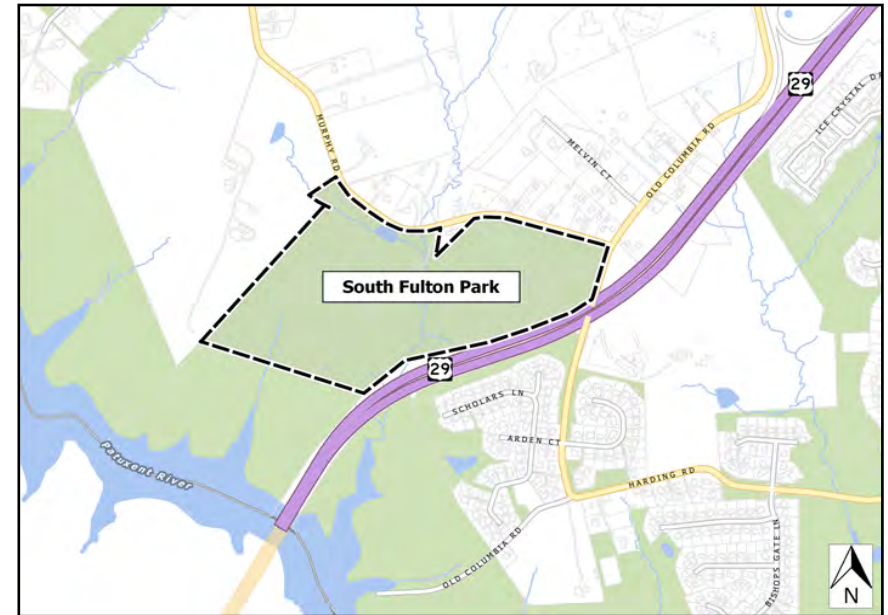 29
ICE CRYSTAL DR
MURPHY RD
MELVIN CT
OLD COLUMBIA RD
South Fulton Park
29
SCHOLARS LN
ARDEN CT
Patuxent River
HARDING RD
OLD COLUMBIA RD
BISHOPS GATE LN
N